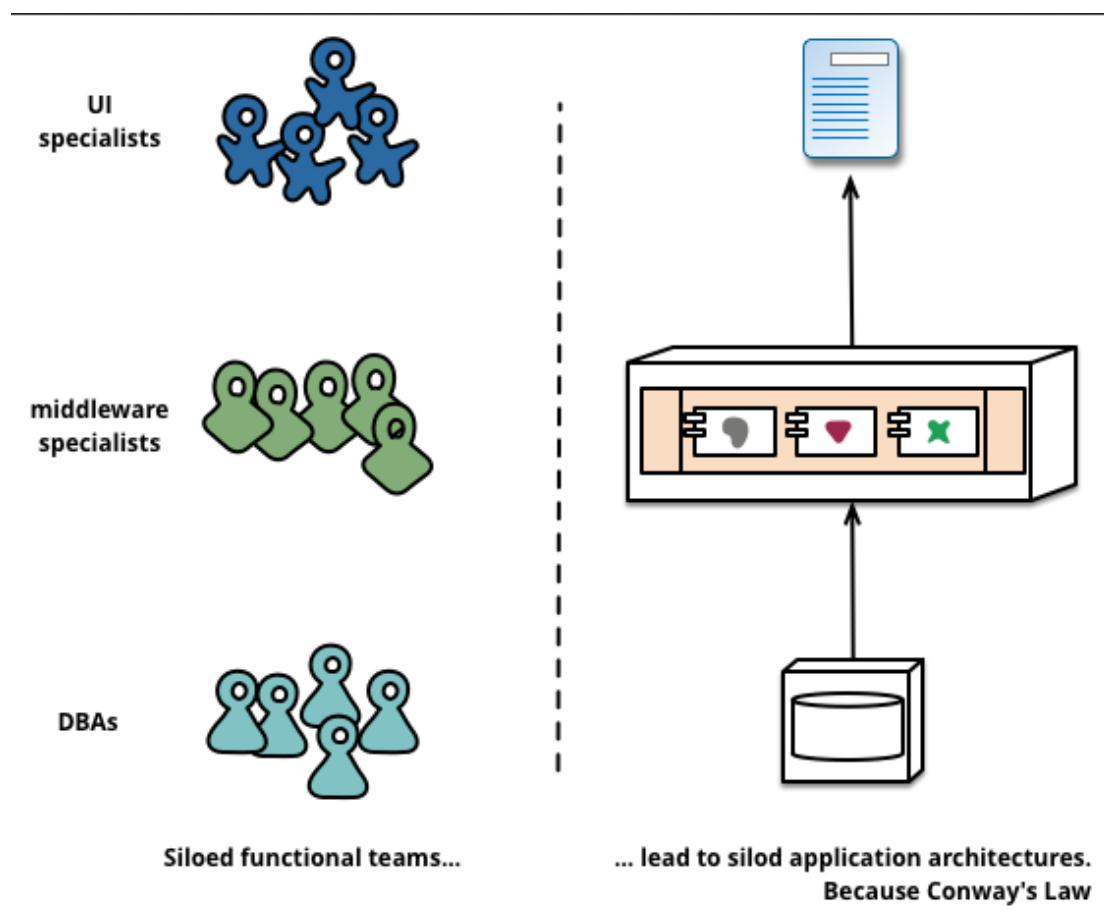 UI
specialists
middleware
specialists
DBAs
Siloed functional teams...
... lead to silod application architectures.
Because Conway's Law